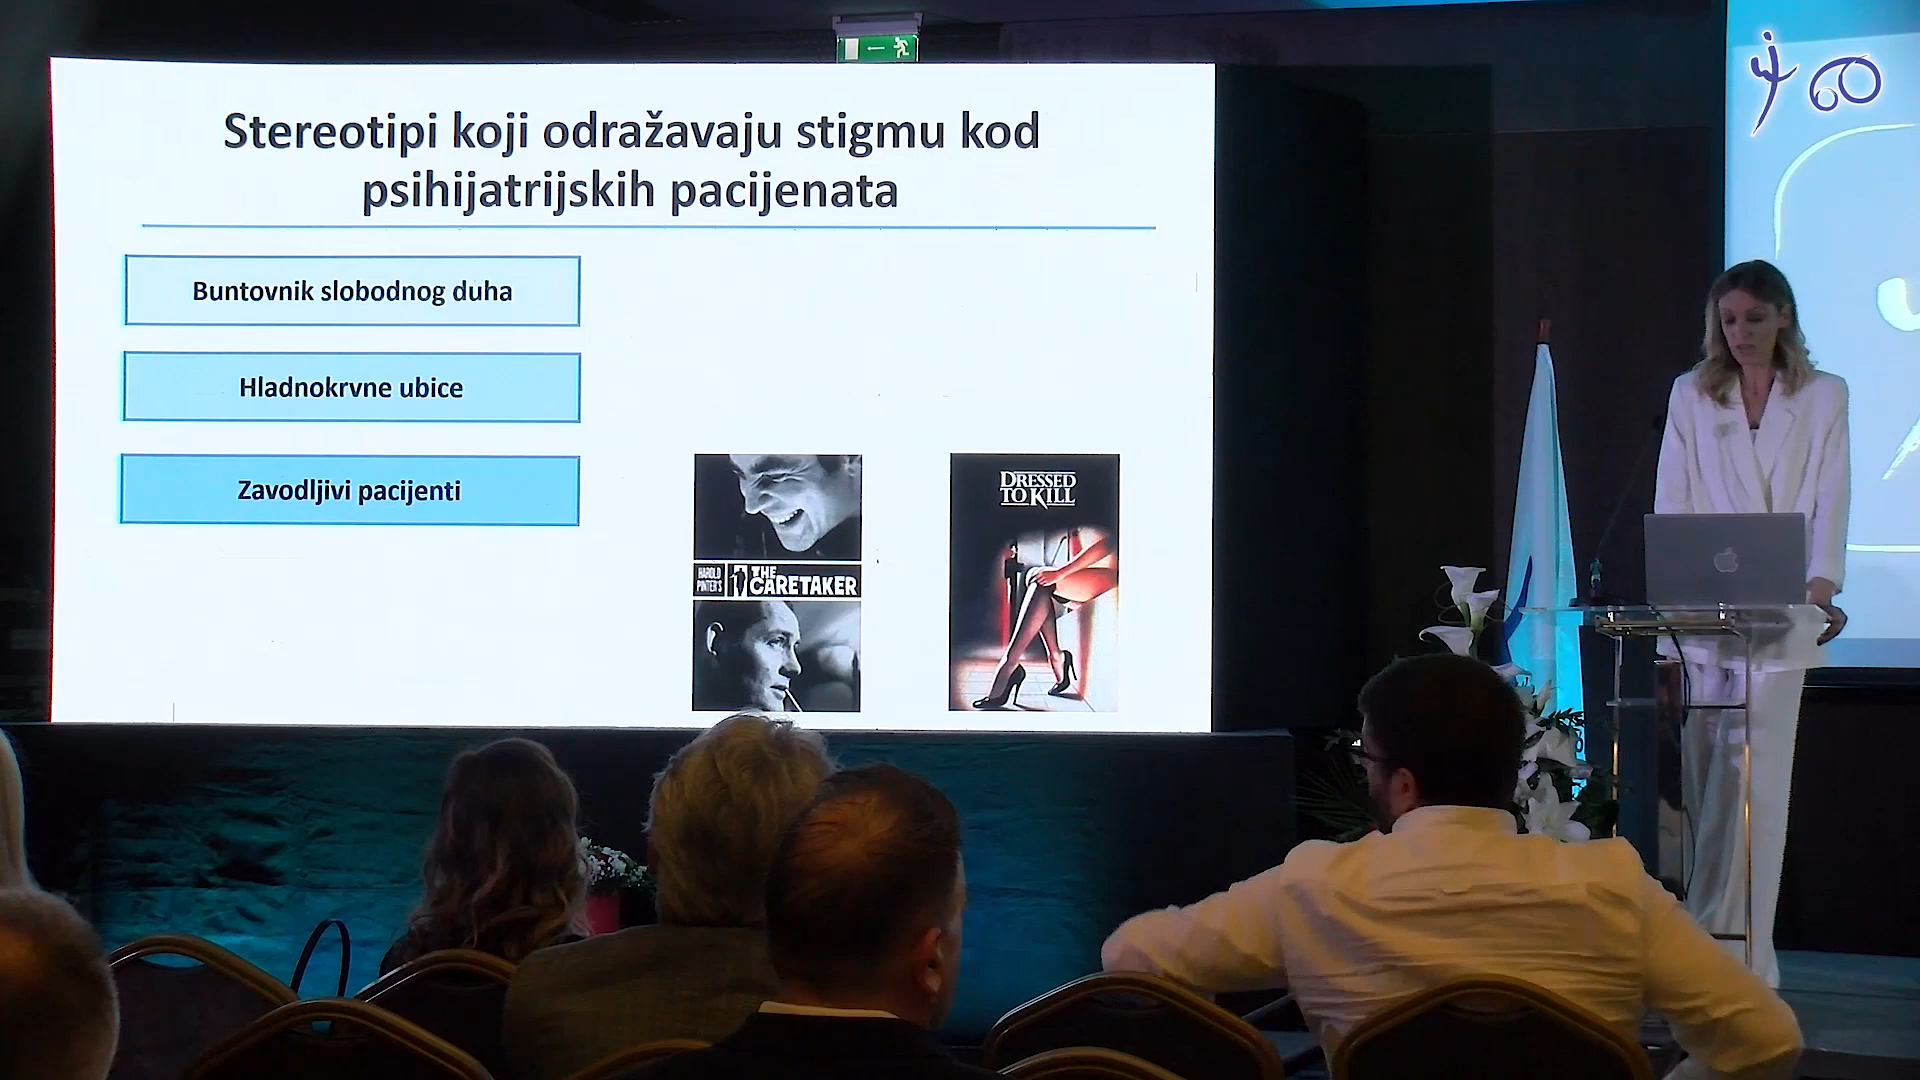 Stereotipi koji odražavaju stigmu kod
psihijatrijskih pacijenata
Buntovnik slobodnog duha
Hladnokrvne ubice
Zavodljivi pacijenti
HAROLD
PINTER'S
THE
CARETAKER
DRESSED
TO KILL
60